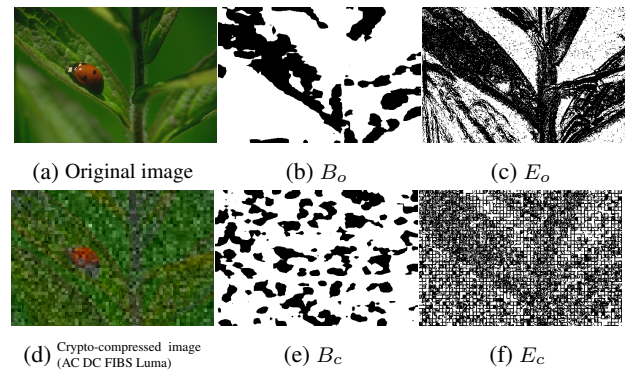 (a) Original image
(b) B_o
(c) E_o
(d) Crypto-compressed image
(AC DC FIBS Luma)
(e) B_c
(f) E_c